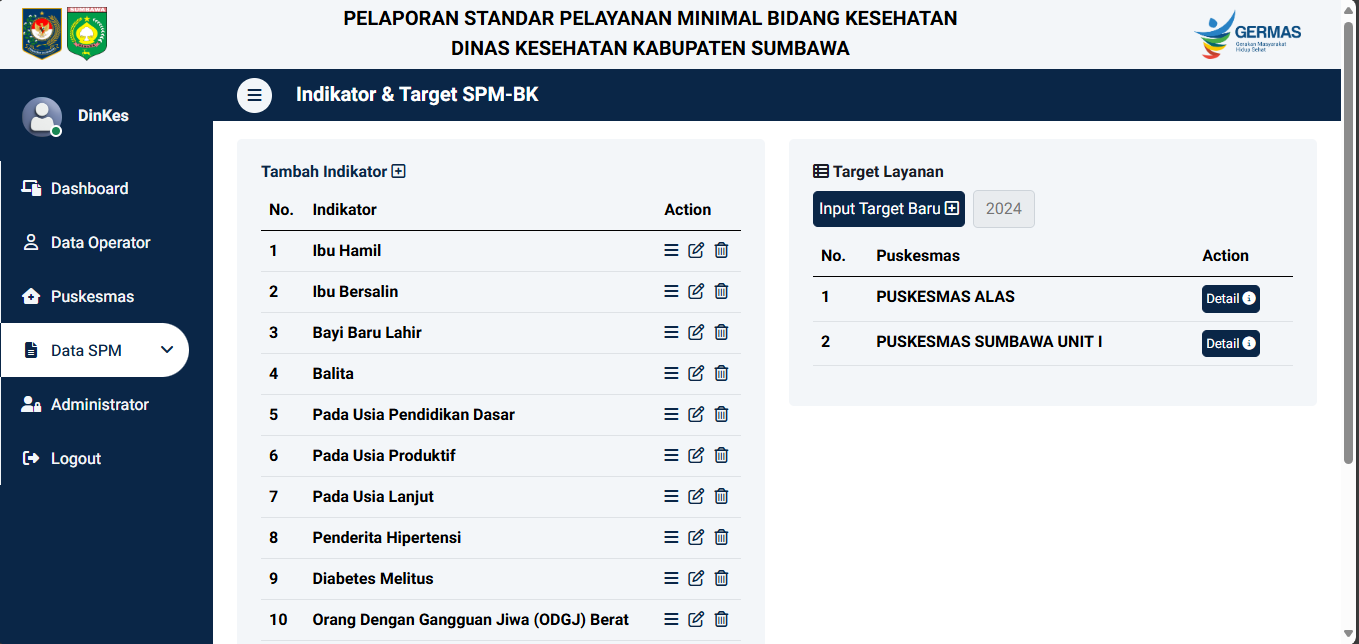 SUMBAWA
PELAPORAN STANDAR PELAYANAN MINIMAL BIDANG KESEHATAN
DINAS KESEHATAN KABUPATEN SUMBAWA
GERMAS
Gerakan Masyarakat
Hidup Sehat
DinKes
Dashboard
Data Operator
Puskesmas
Data SPM
Administrator
Logout
Indikator & Target SPM-BK
Tambah Indikator
No. Indikator Action
1 Ibu Hamil
2 Ibu Bersalin
3 Bayi Baru Lahir
4 Balita
5 Pada Usia Pendidikan Dasar
6 Pada Usia Produktif
7 Pada Usia Lanjut
8 Penderita Hipertensi
9 Diabetes Melitus
10 Orang Dengan Gangguan Jiwa (ODGJ) Berat
Target Layanan
Input Target Baru 2024
No. Puskesmas Action
1 PUSKESMAS ALAS Detail
2 PUSKESMAS SUMBAWA UNIT I Detail